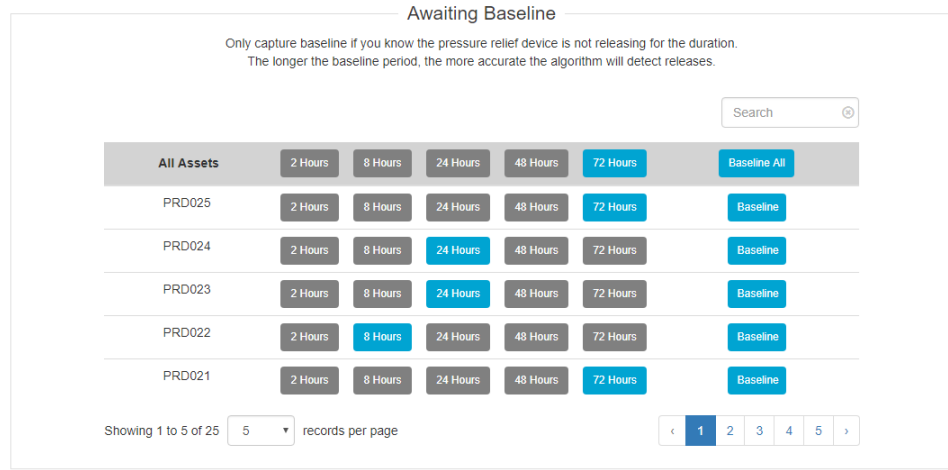 Awaiting Baseline
Only capture baseline if you know the pressure relief device is not releasing for the duration.
The longer the baseline period, the more accurate the algorithm will detect releases.
Search
All Assets 2 Hours 8 Hours 24 Hours 48 Hours 72 Hours Baseline All
PRD025 2 Hours 8 Hours 24 Hours 48 Hours 72 Hours Baseline
PRD024 2 Hours 8 Hours 24 Hours 48 Hours 72 Hours Baseline
PRD023 2 Hours 8 Hours 24 Hours 48 Hours 72 Hours Baseline
PRD022 2 Hours 8 Hours 24 Hours 48 Hours 72 Hours Baseline
PRD021 2 Hours 8 Hours 24 Hours 48 Hours 72 Hours Baseline
Showing 1 to 5 of 25 5 records per page ‹ 1 2 3 4 5 ›